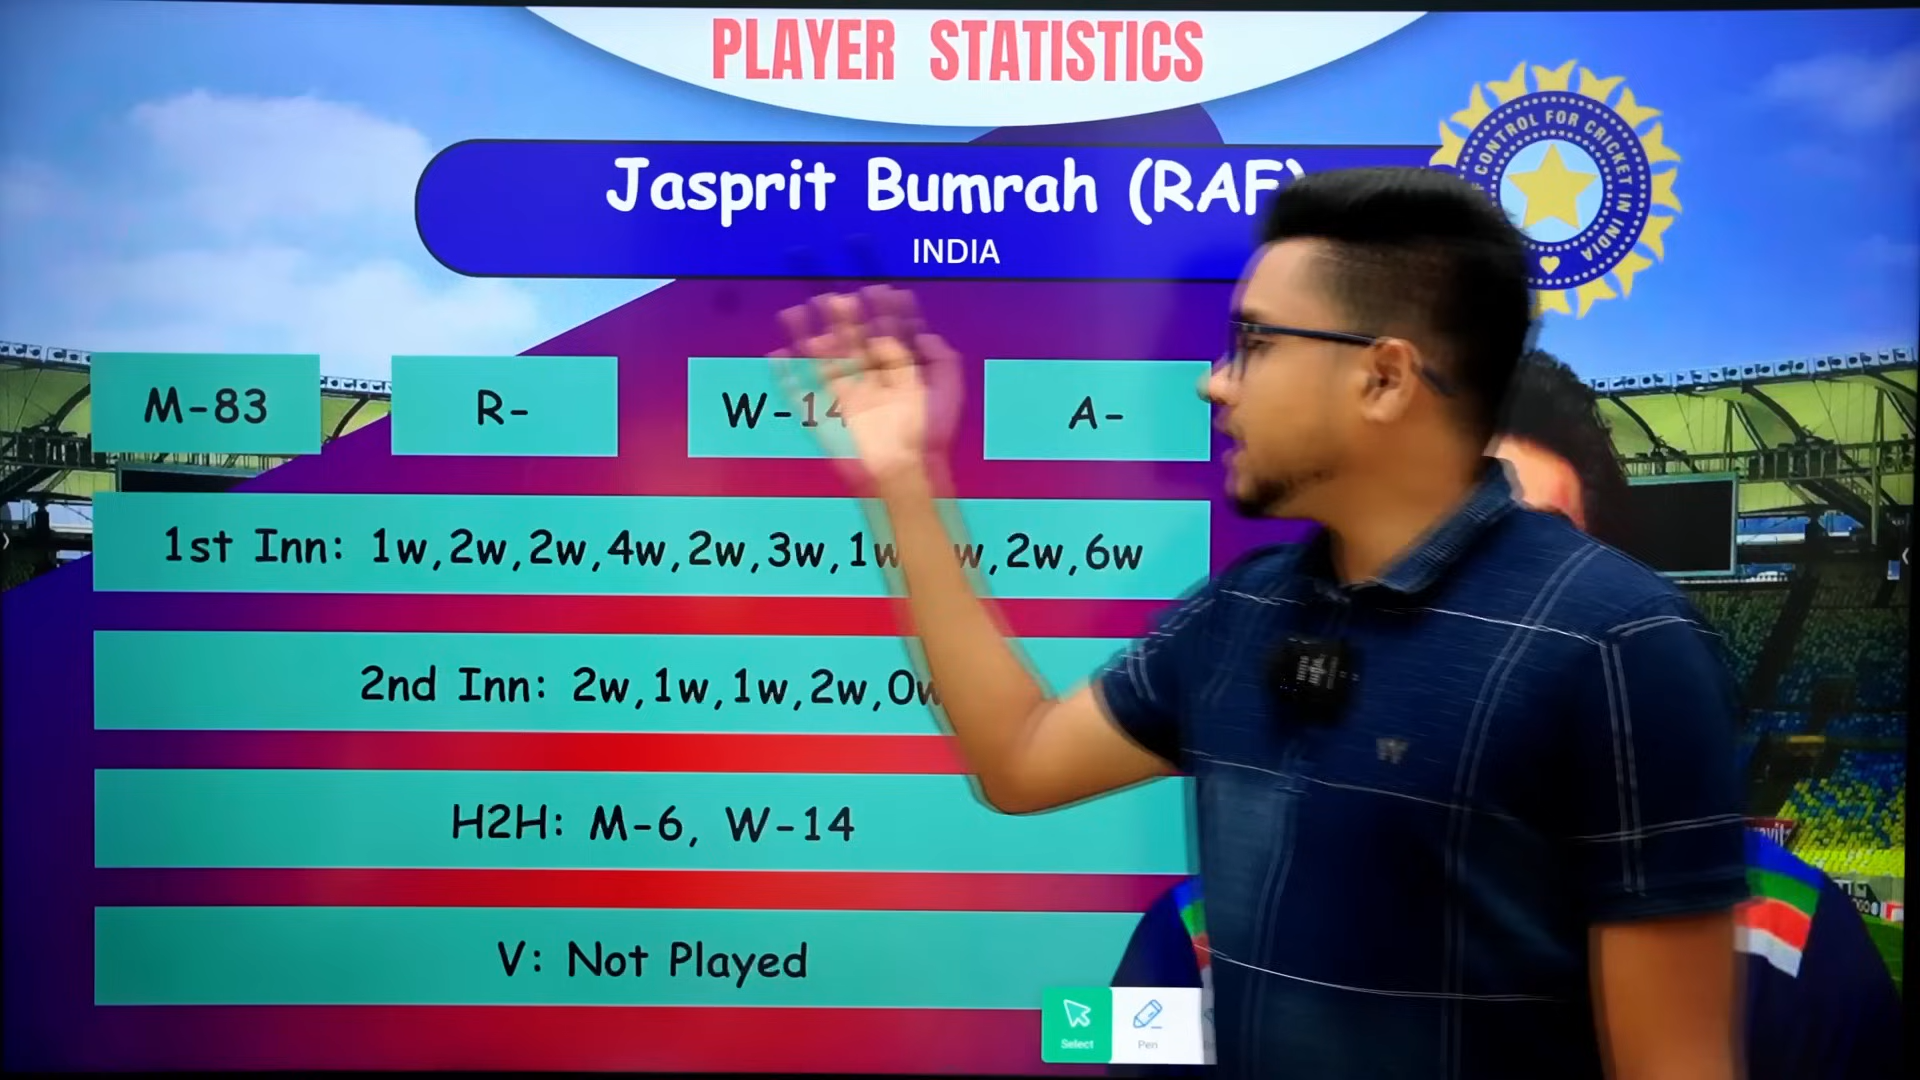 PLAYER STATISTICS
Jasprit Bumrah (RAF)
INDIA
CONTROL FOR CRICKET IN INDIA
M-83
R-
W-14
A-
1st Inn: 1w,2w,2w,4w,2w,3w,1w w,2w,6w
2nd Inn: 2w,1w,1w,2w,0w
H2H: M-6, W-14
V: Not Played
Select
Pen